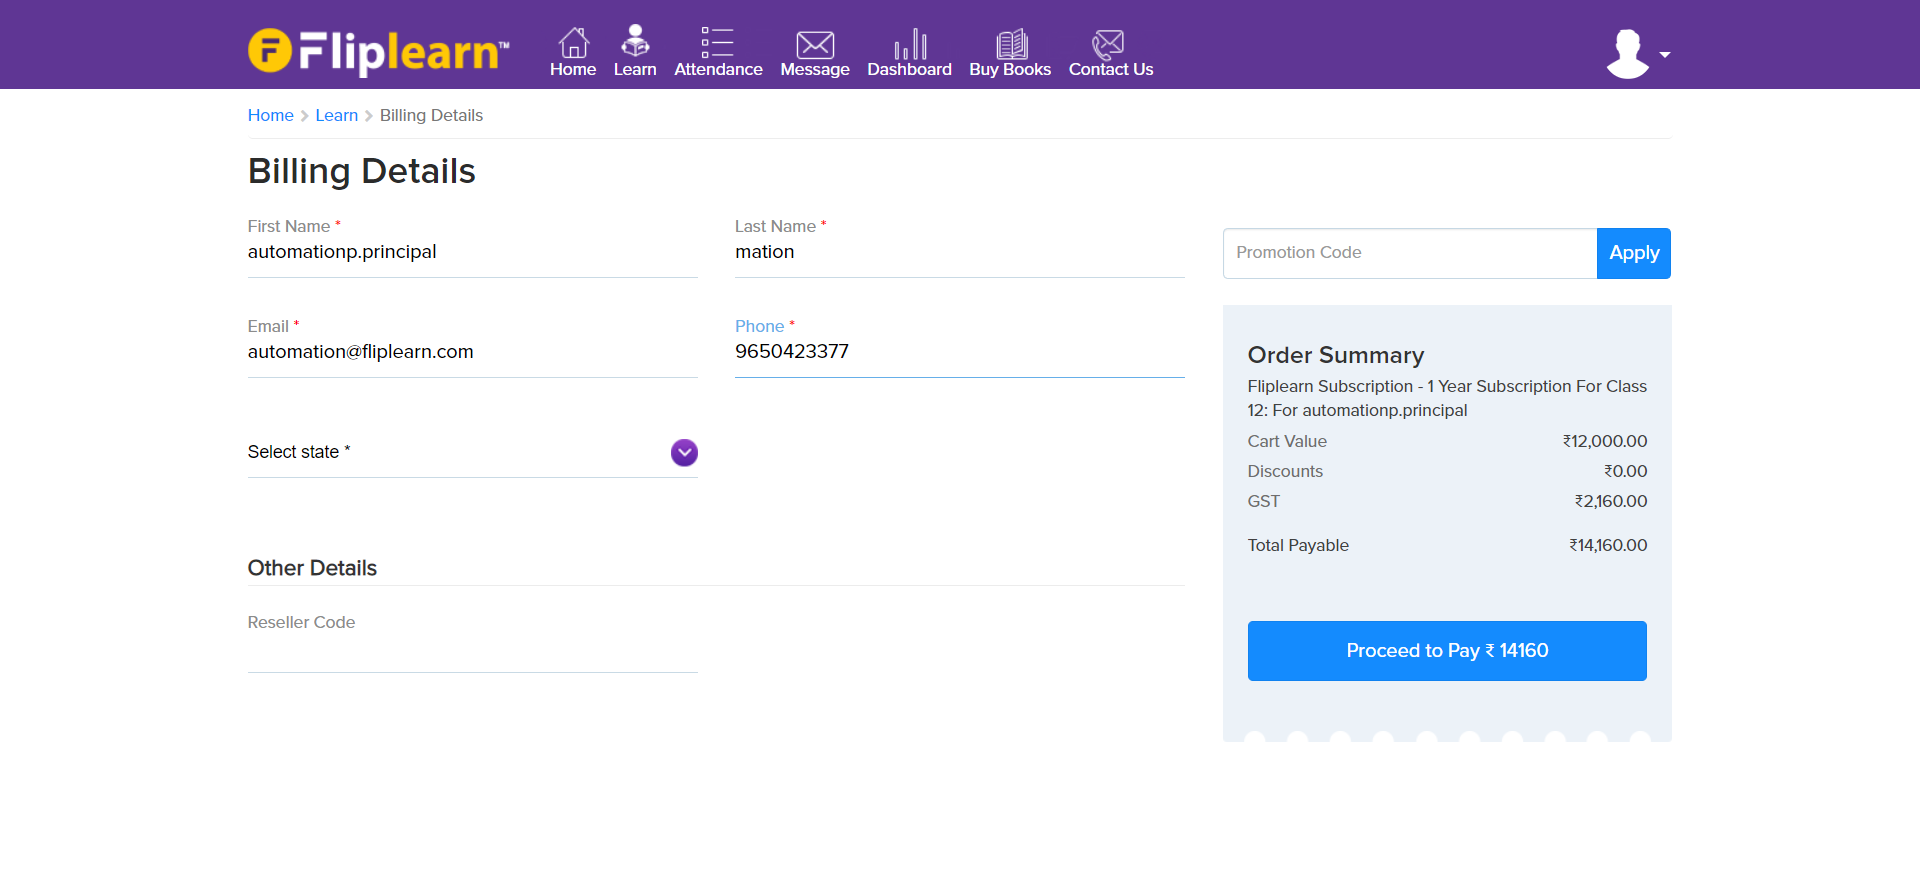 Fliplearn™
Home Learn Attendance Message Dashboard Buy Books Contact Us
Home Learn Billing Details
Billing Details
First Name *
automationp.principal
Last Name *
mation
Email *
automation@fliplearn.com
Phone *
9650423377
Select state *
Other Details
Reseller Code
Promotion Code Apply
Order Summary
Fliplearn Subscription - 1 Year Subscription For Class
12: For automationp.principal
Cart Value ₹12,000.00
Discounts ₹0.00
GST ₹2,160.00
Total Payable ₹14,160.00
Proceed to Pay ₹ 14160